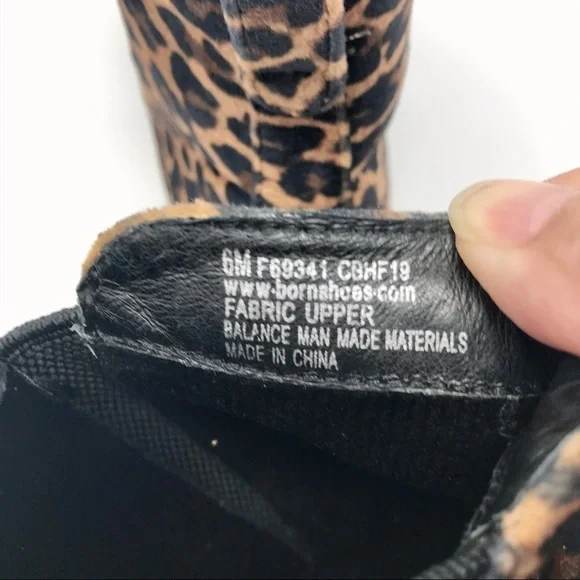 6M F69341 CBHF19
www.bornshoes.com
FABRIC UPPER
BALANCE MAN MADE MATERIALS
MADE IN CHINA